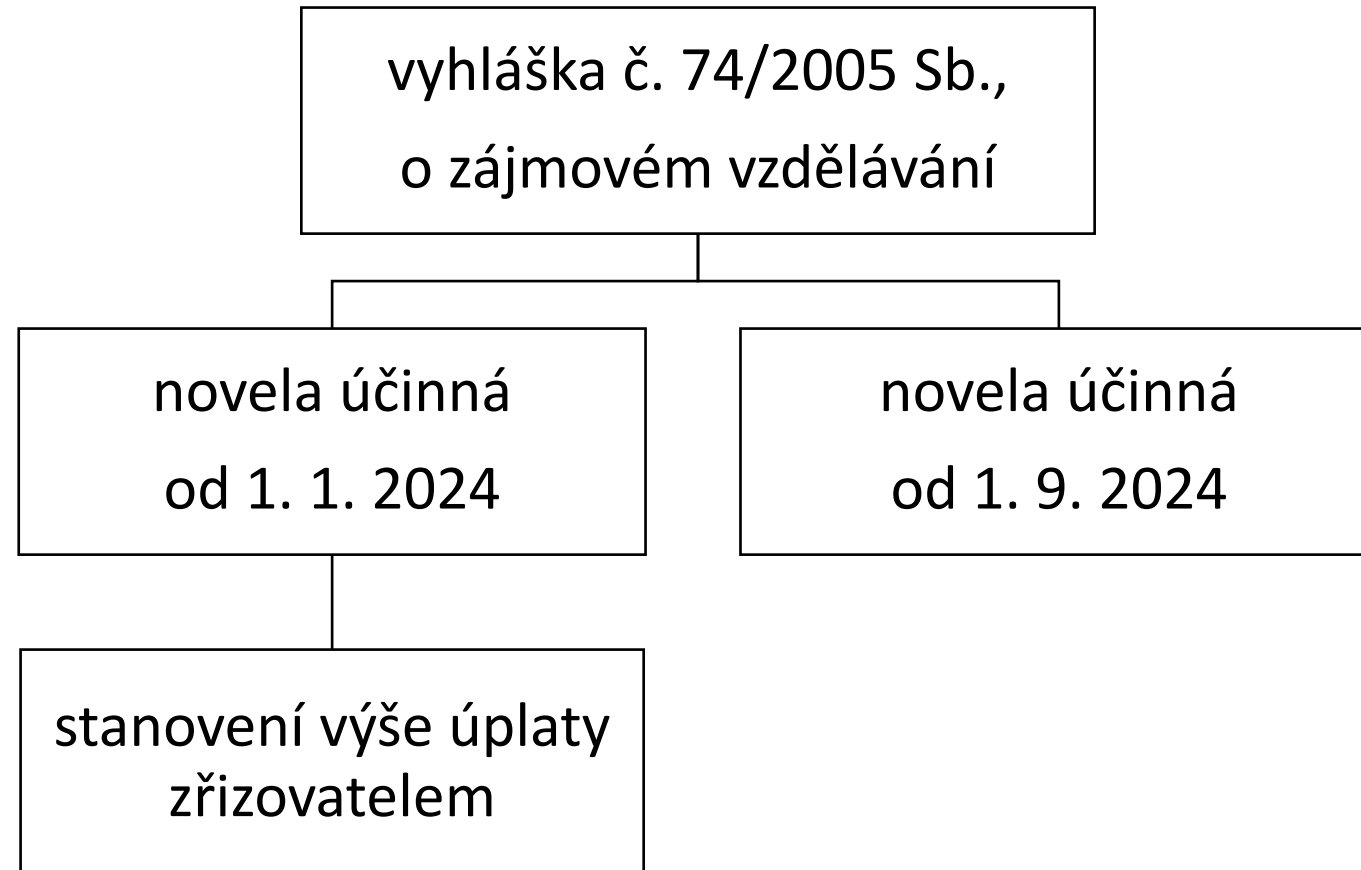 vyhláška č. 74/2005 Sb.,
o zájmovém vzdělávání
novela účinná
od 1. 1. 2024
novela účinná
od 1. 9. 2024
stanovení výše úplaty
zřizovatelem